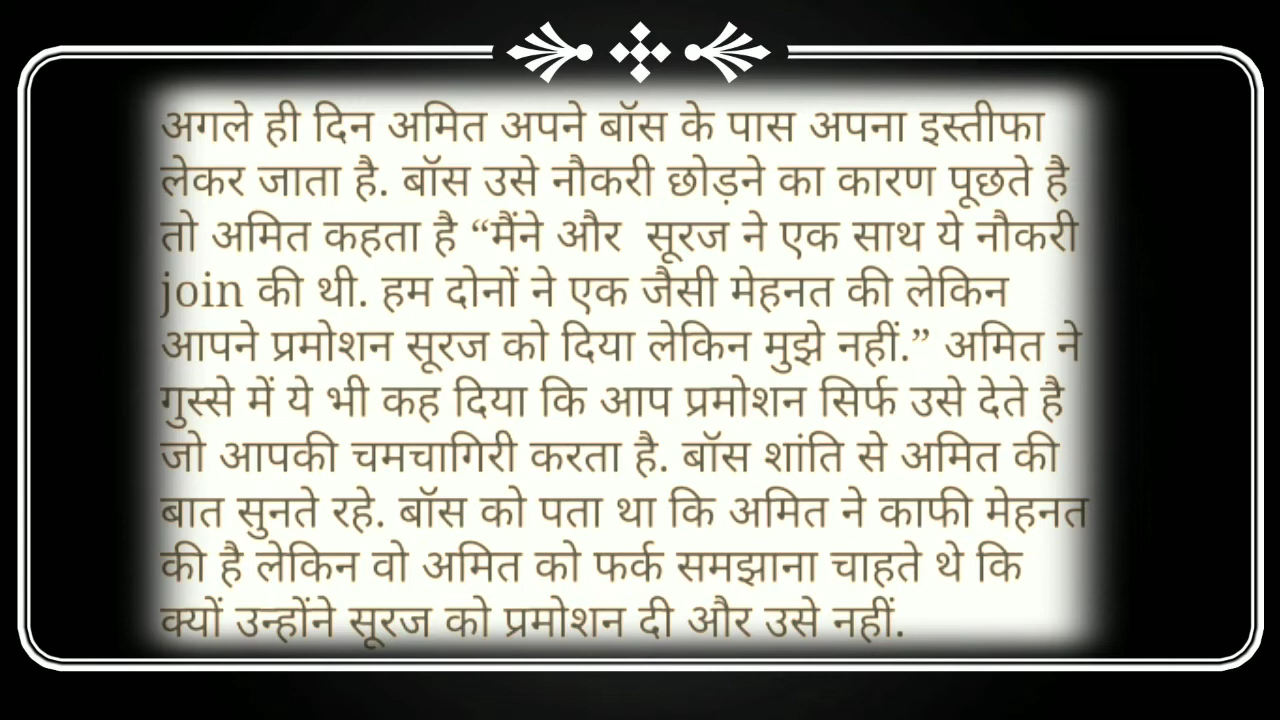 अगले ही दिन अमित अपने बॉस के पास अपना इस्तीफा
लेकर जाता है. बॉस उसे नौकरी छोड़ने का कारण पूछते है
तो अमित कहता है “मैंने और सूरज ने एक साथ ये नौकरी
join की थी. हम दोनों ने एक जैसी मेहनत की लेकिन
आपने प्रमोशन सूरज को दिया लेकिन मुझे नहीं.” अमित ने
गुस्से में ये भी कह दिया कि आप प्रमोशन सिर्फ उसे देते है
जो आपकी चमचागिरी करता है. बॉस शांति से अमित की
बात सुनते रहे. बॉस को पता था कि अमित ने काफी मेहनत
की है लेकिन वो अमित को फर्क समझाना चाहते थे कि
क्यों उन्होंने सूरज को प्रमोशन दी और उसे नहीं.